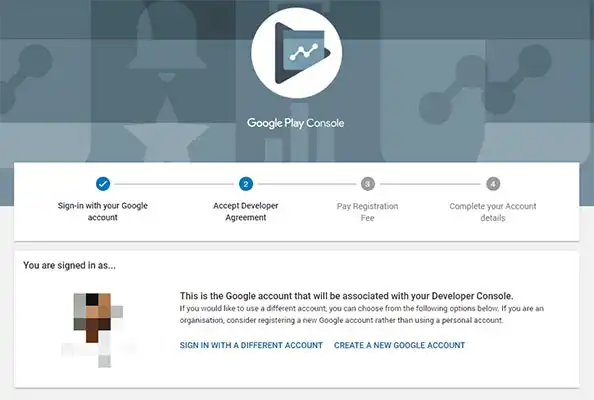 Google Play Console
2
3
4
Sign-in with your Google
account
Accept Developer
Agreement
Pay Registration
Fee
Complete your Account
details
You are signed in as...
This is the Google account that will be associated with your Developer Console.
If you would like to use a different account, you can choose from the following options below. If you are an
organisation, consider registering a new Google account rather than using a personal account.
SIGN IN WITH A DIFFERENT ACCOUNT CREATE A NEW GOOGLE ACCOUNT